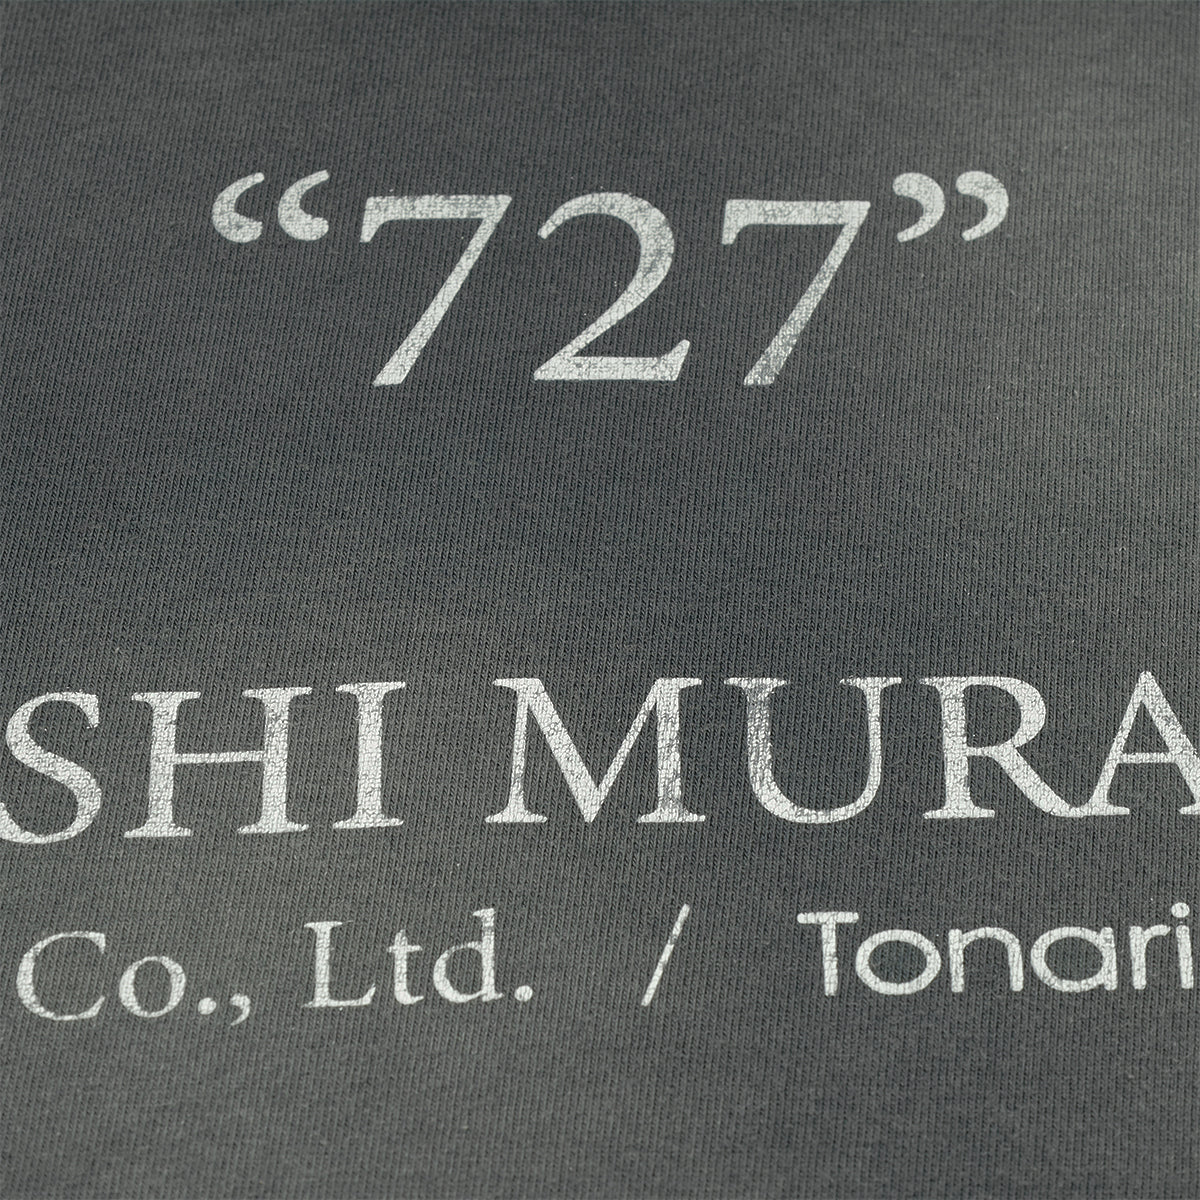 “727”
SHI MURA
Co., Ltd. / Tonari